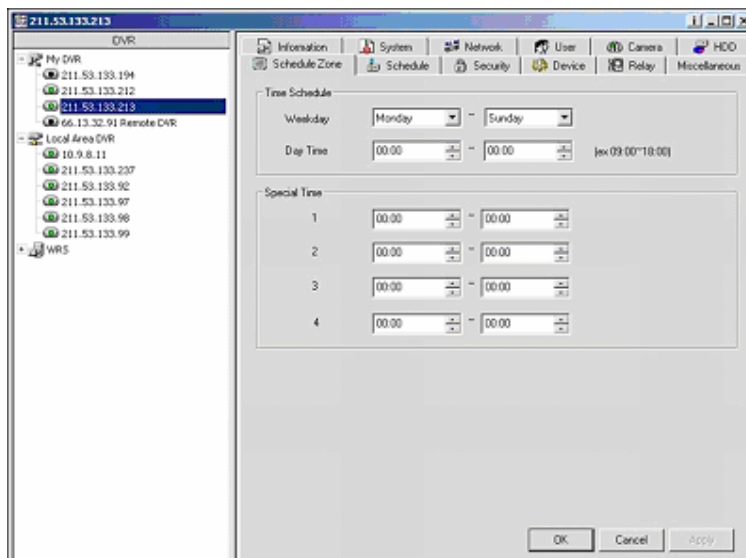 211.53.133.213
DVR
My DVR
211.53.133.194
211.53.133.212
211.53.133.213
66.13.32.91 Remote DVR
Local Area DVR
10.9.8.11
211.53.133.237
211.53.133.92
211.53.133.97
211.53.133.98
211.53.133.99
WRS
Information System Network User Camera HDD
Schedule Zone Schedule Security Device Relay Miscellaneous
Time Schedule
Weekday Monday ~ Sunday
Day Time 00:00 ~ 00:00 (ex 09:00~18:00)
Special Time
1 00:00 ~ 00:00
2 00:00 ~ 00:00
3 00:00 ~ 00:00
4 00:00 ~ 00:00
OK Cancel Apply